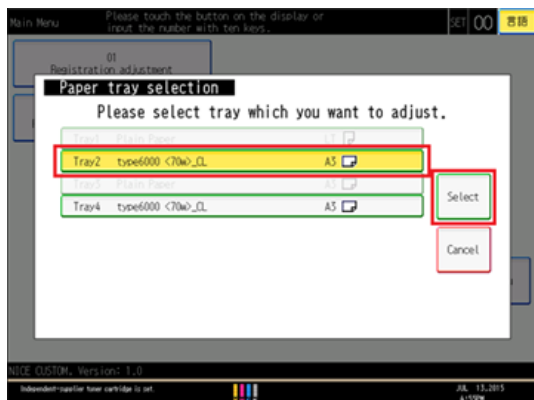 Main Menu
Please touch the button on the display or
input the number with ten keys.
SET 00 言語
01
Registration adjustment
Paper tray selection
Please select tray which you want to adjust.
Tray1 Plain Paper LT
Tray2 type6000 <70W>_CL A3
Tray3 Plain Paper A3
Tray4 type6000 <70W>_CL A3
Select
Cancel
NICE CUSTOM, Version: 1.0
Independent-supplier toner cartridge is set.
JUL 13.2015
4:55PM